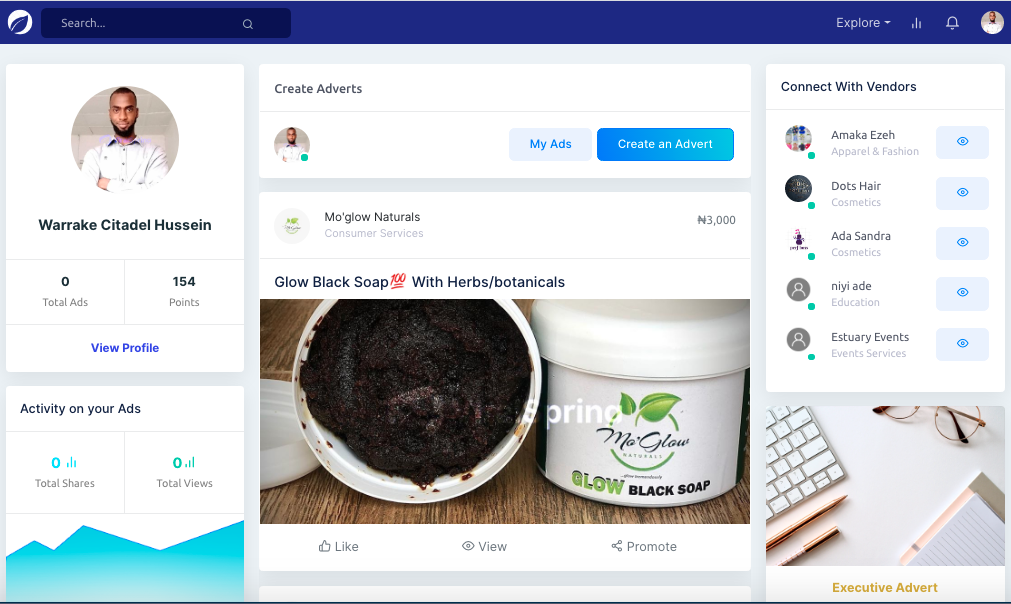 Search...
Explore
Warrake Citadel Hussein
0
Total Ads
154
Points
View Profile
Activity on your Ads
0
Total Shares
0
Total Views
Create Adverts
My Ads
Create an Advert
Mo'glow Naturals
Consumer Services
₦3,000
Glow Black Soap💯 With Herbs/botanicals
Spring
Mo'Glow
NATURALS
...glow tremendously
GLOW BLACK SOAP
Like
View
Promote
Connect With Vendors
Amaka Ezeh
Apparel & Fashion
Dots Hair
Cosmetics
Ada Sandra
Cosmetics
niyi ade
Education
Estuary Events
Events Services
Executive Advert